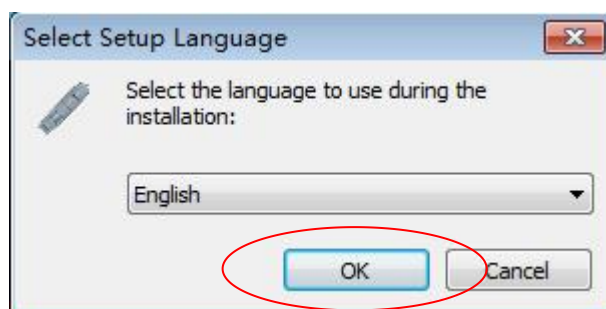 Select Setup Language
Select the language to use during the
installation:
English
OK
Cancel